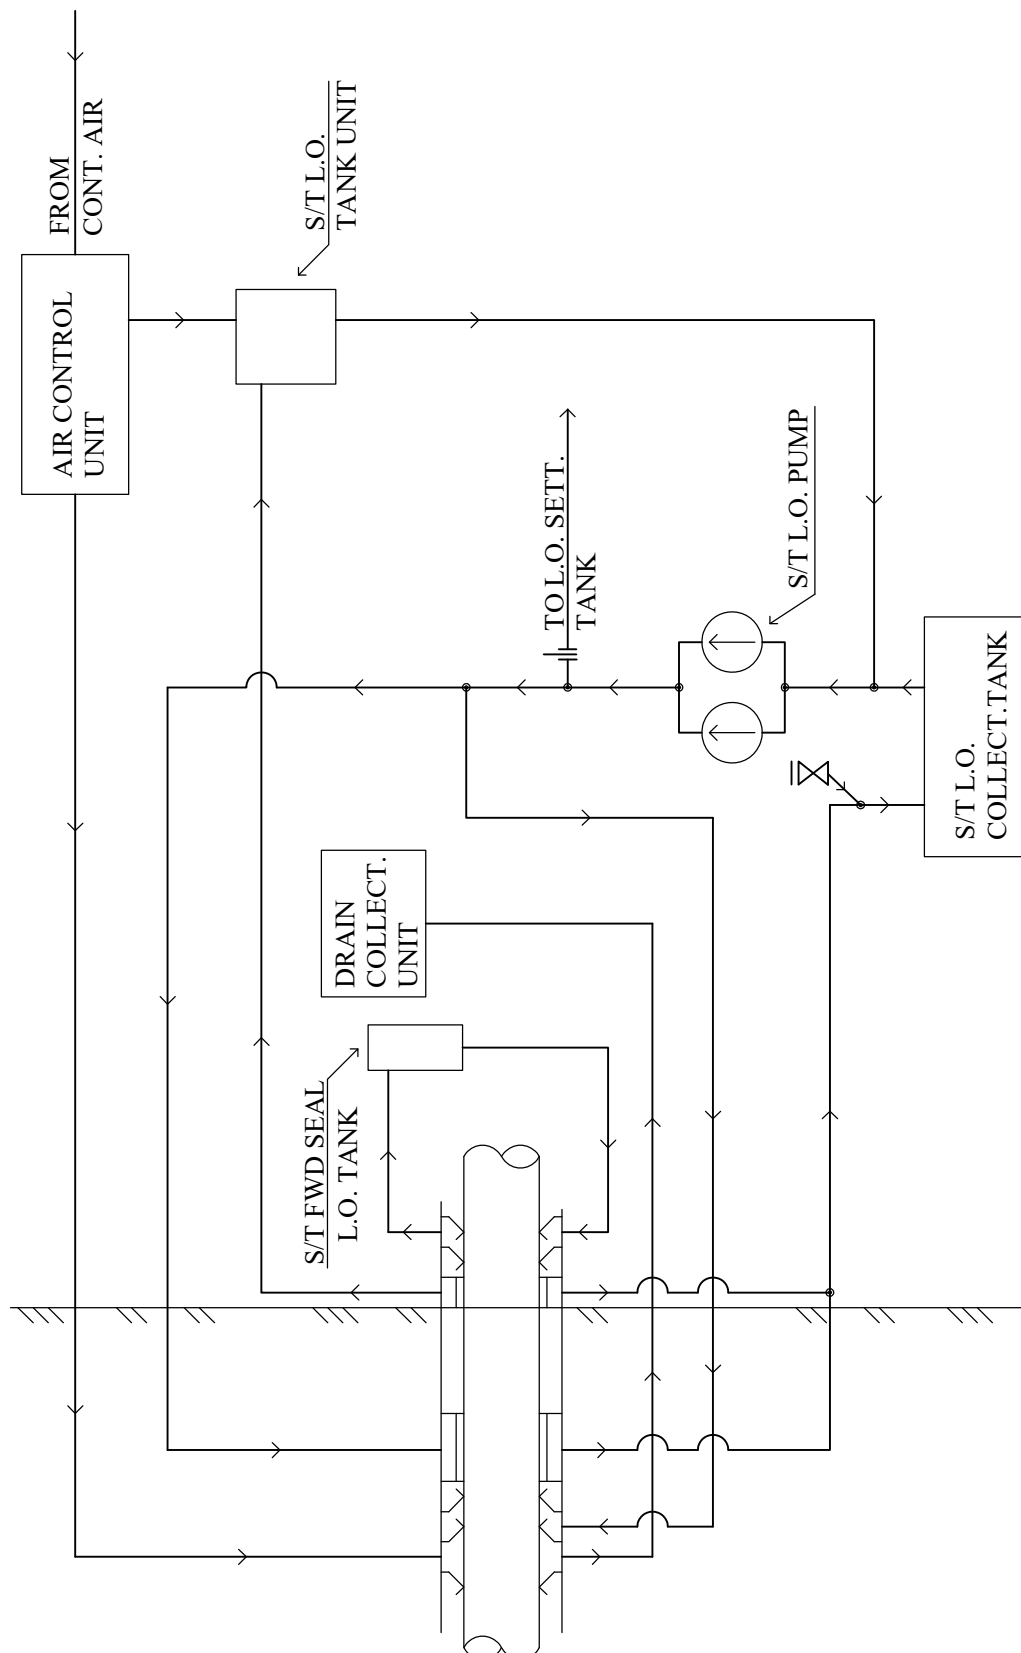 FROM
CONT. AIR
AIR CONTROL
UNIT
S/T L.O.
TANK UNIT
TO L.O. SETT.
TANK
S/T L.O. PUMP
S/T L.O.
COLLECT.TANK
DRAIN
COLLECT.
UNIT
S/T FWD SEAL
L.O. TANK